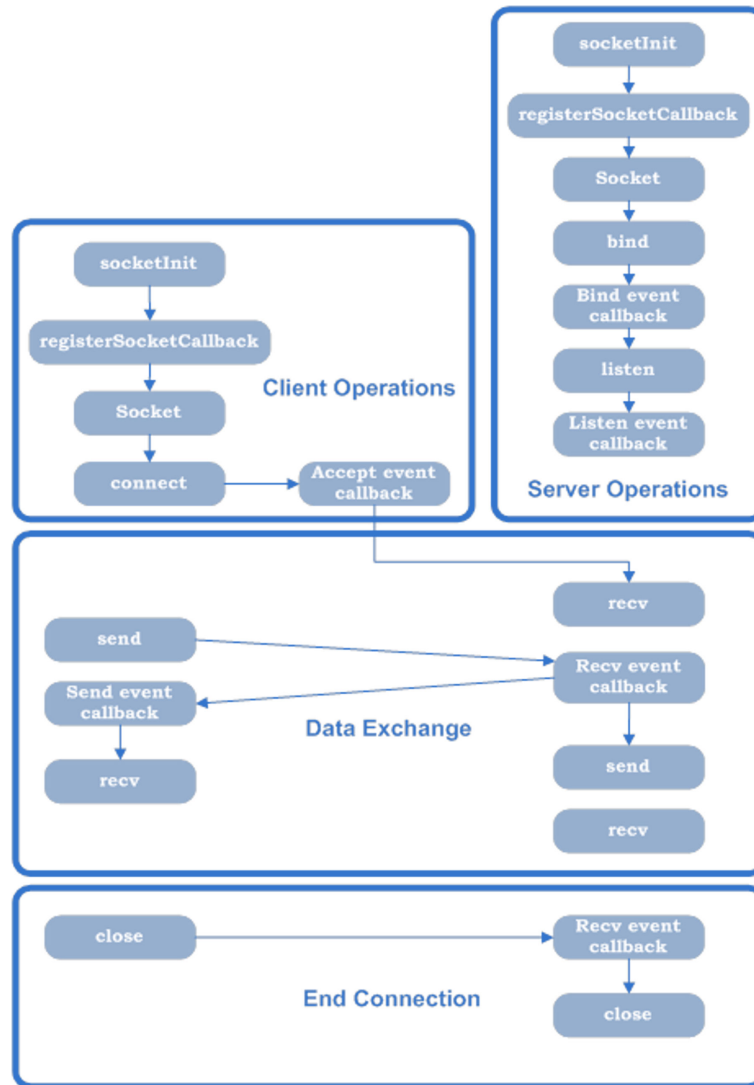 socketInit
registerSocketCallback
Socket
bind
Bind event
callback
listen
Listen event
callback
Server Operations
socketInit
registerSocketCallback
Client Operations
Socket
connect
Accept event
callback
recv
send
Recv event
callback
Send event
callback
Data Exchange
send
recv
recv
close
Recv event
callback
End Connection
close